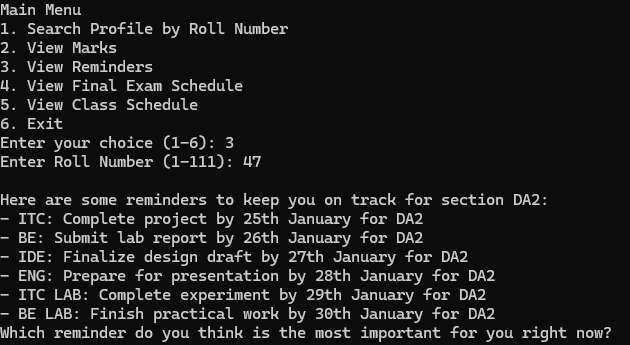 Main Menu
1. Search Profile by Roll Number
2. View Marks
3. View Reminders
4. View Final Exam Schedule
5. View Class Schedule
6. Exit
Enter your choice (1-6): 3
Enter Roll Number (1-111): 47
Here are some reminders to keep you on track for section DA2:
- ITC: Complete project by 25th January for DA2
- BE: Submit lab report by 26th January for DA2
- IDE: Finalize design draft by 27th January for DA2
- ENG: Prepare for presentation by 28th January for DA2
- ITC LAB: Complete experiment by 29th January for DA2
- BE LAB: Finish practical work by 30th January for DA2
Which reminder do you think is the most important for you right now?